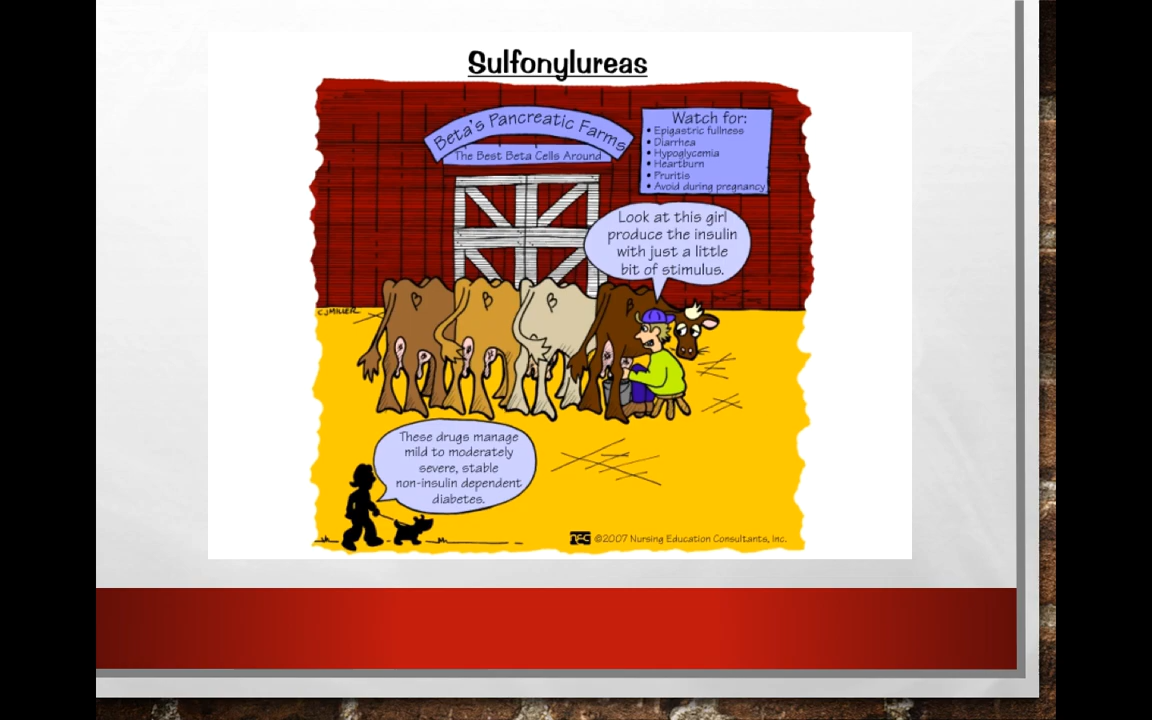 Sulfonylureas
Beta's Pancreatic Farms
The Best Beta Cells Around
Watch for:
• Epigastric fullness
• Diarrhea
• Hypoglycemia
• Heartburn
• Pruritis
• Avoid during pregnancy
Look at this girl
produce the insulin
with just a little
bit of stimulus.
B
B
B
B
C.J.MILLER
These drugs manage
mild to moderately
severe, stable
non-insulin dependent
diabetes.
NEC ©2007 Nursing Education Consultants, Inc.